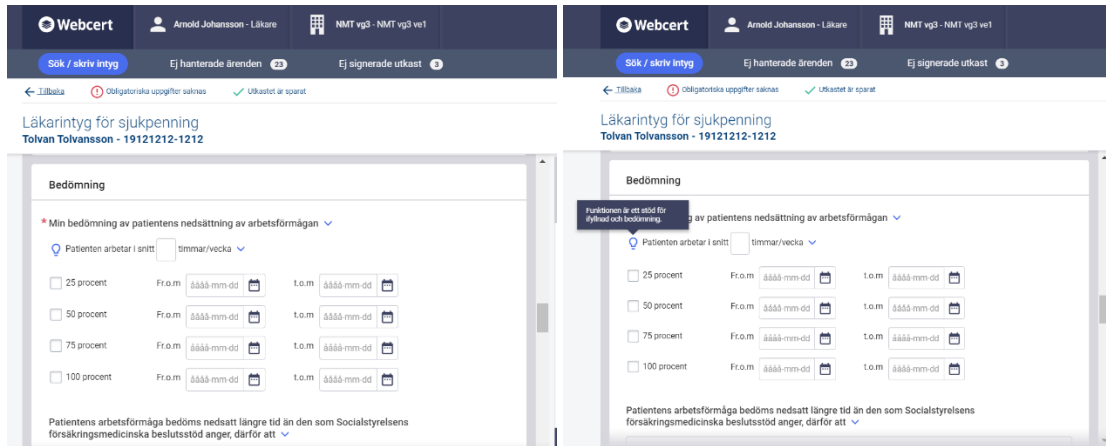 Webcert
Arnold Johansson - Läkare
NMT vg3 - NMT vg3 ve1
Sök / skriv intyg
Ej hanterade ärenden 23
Ej signerade utkast 3
Tillbaka
Obligatoriska uppgifter saknas
Utkastet är sparat
Läkarintyg för sjukpenning
Tolvan Tolvansson - 19121212-1212
Bedömning
* Min bedömning av patientens nedsättning av arbetsförmågan
Patienten arbetar i snitt timmar/vecka
25 procent Fr.o.m åååå-mm-dd t.o.m åååå-mm-dd
50 procent Fr.o.m åååå-mm-dd t.o.m åååå-mm-dd
75 procent Fr.o.m åååå-mm-dd t.o.m åååå-mm-dd
100 procent Fr.o.m åååå-mm-dd t.o.m åååå-mm-dd
Patientens arbetsförmåga bedöms nedsatt längre tid än den som Socialstyrelsens
försäkringsmedicinska beslutsstöd anger, därför att
Webcert
Arnold Johansson - Läkare
NMT vg3 - NMT vg3 ve1
Sök / skriv intyg
Ej hanterade ärenden 23
Ej signerade utkast 3
Tillbaka
Obligatoriska uppgifter saknas
Utkastet är sparat
Läkarintyg för sjukpenning
Tolvan Tolvansson - 19121212-1212
Bedömning
Funktionen är ett stöd för
ifyllnad och bedömning.
av patientens nedsättning av arbetsförmågan
Patienten arbetar i snitt timmar/vecka
25 procent Fr.o.m åååå-mm-dd t.o.m åååå-mm-dd
50 procent Fr.o.m åååå-mm-dd t.o.m åååå-mm-dd
75 procent Fr.o.m åååå-mm-dd t.o.m åååå-mm-dd
100 procent Fr.o.m åååå-mm-dd t.o.m åååå-mm-dd
Patientens arbetsförmåga bedöms nedsatt längre tid än den som Socialstyrelsens
försäkringsmedicinska beslutsstöd anger, därför att